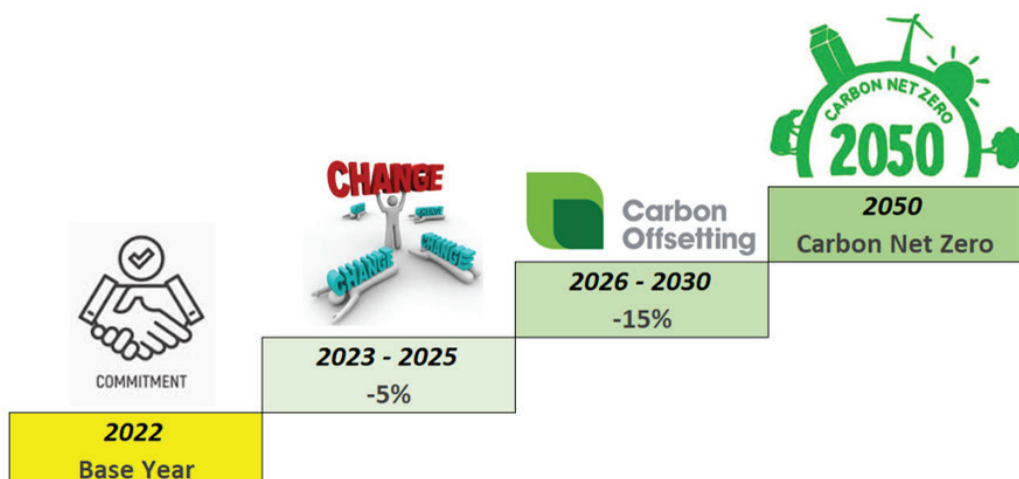 CARBON NET ZERO
2050
2050
Carbon Net Zero
CHANGE
CHANGE
CHANGE
CHANGE
Carbon
Offsetting
2026 - 2030
-15%
COMMITMENT
2023 - 2025
-5%
2022
Base Year